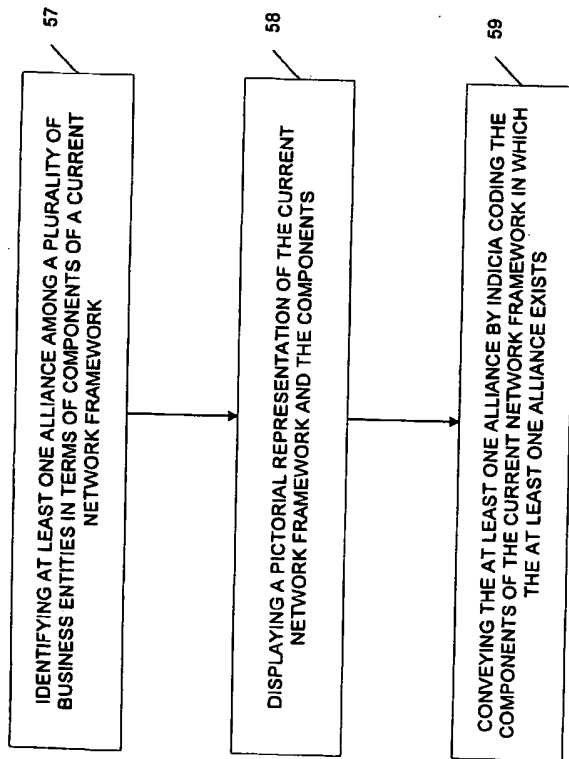 57
IDENTIFYING AT LEAST ONE ALLIANCE AMONG A PLURALITY OF
BUSINESS ENTITIES IN TERMS OF COMPONENTS OF A CURRENT
NETWORK FRAMEWORK
58
DISPLAYING A PICTORIAL REPRESENTATION OF THE CURRENT
NETWORK FRAMEWORK AND THE COMPONENTS
59
CONVEYING THE AT LEAST ONE ALLIANCE BY INDICIA CODING THE
COMPONENTS OF THE CURRENT NETWORK FRAMEWORK IN WHICH
THE AT LEAST ONE ALLIANCE EXISTS